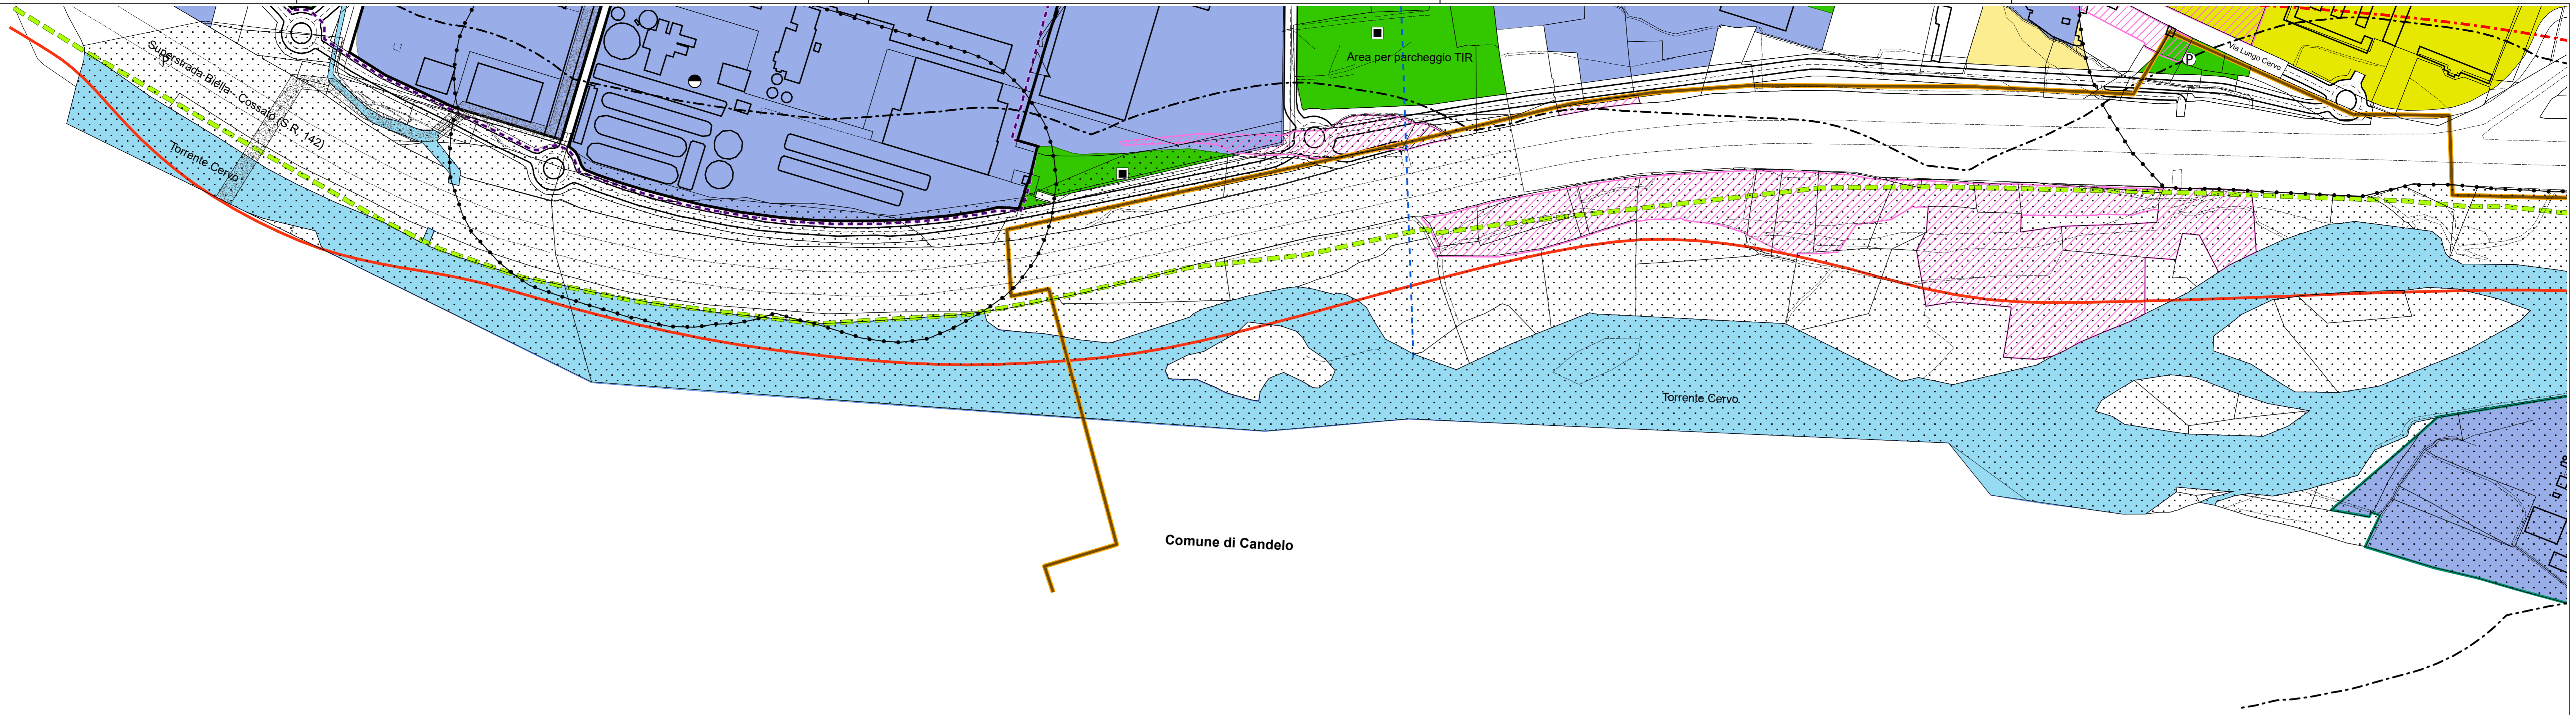 Superstrada Biella - Cossato (S.R. 142)
Torrente Cervo
Area per parcheggio TIR
P
Via Lungo Cervo
Torrente Cervo
Comune di Candelo